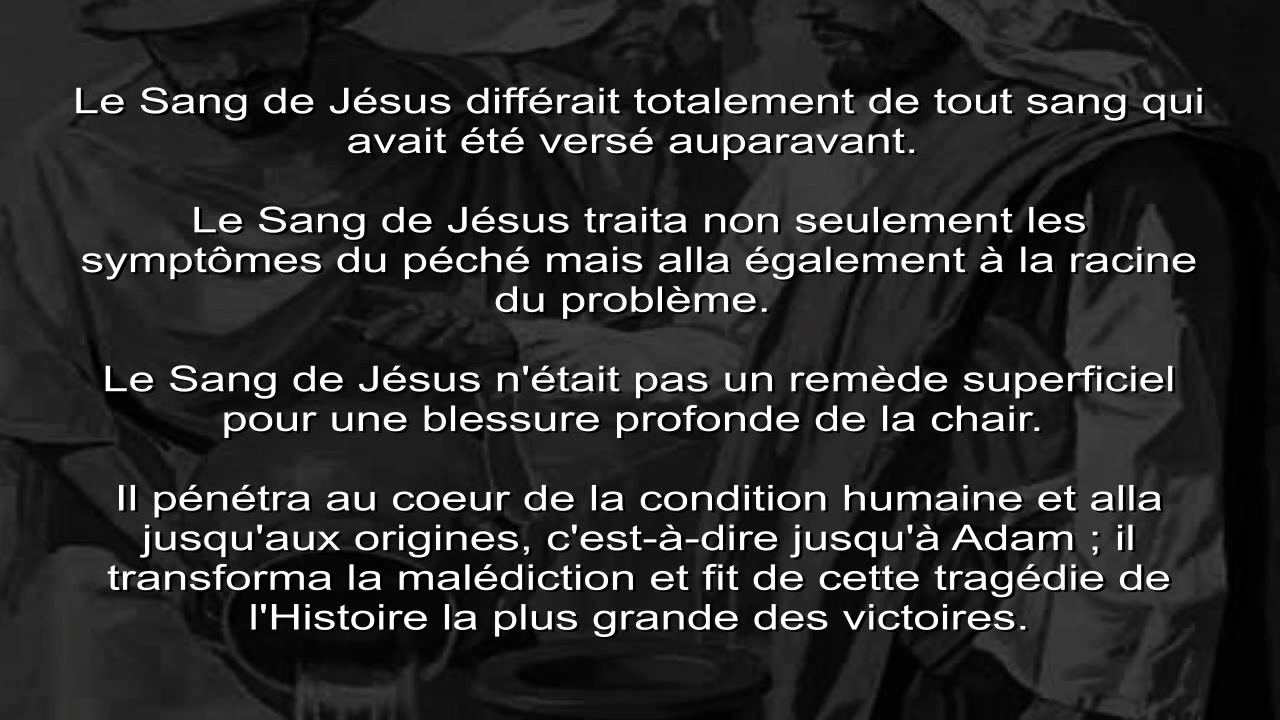 Le Sang de Jésus différait totalement de tout sang qui
avait été versé auparavant.
Le Sang de Jésus traita non seulement les
symptômes du péché mais alla également à la racine
du problème.
Le Sang de Jésus n'était pas un remède superficiel
pour une blessure profonde de la chair.
Il pénétra au coeur de la condition humaine et alla
jusqu'aux origines, c'est-à-dire jusqu'à Adam ; il
transforma la malédiction et fit de cette tragédie de
l'Histoire la plus grande des victoires.